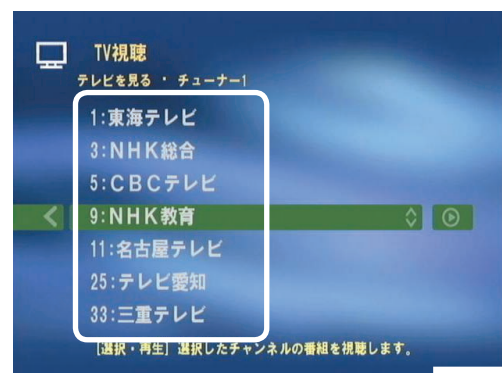 TV視聴
テレビを見る ・ チューナー1
1:東海テレビ
3:NHK総合
5:CBCテレビ
9:NHK教育
11:名古屋テレビ
25:テレビ愛知
33:三重テレビ
[選択・再生] 選択したチャンネルの番組を視聴します。